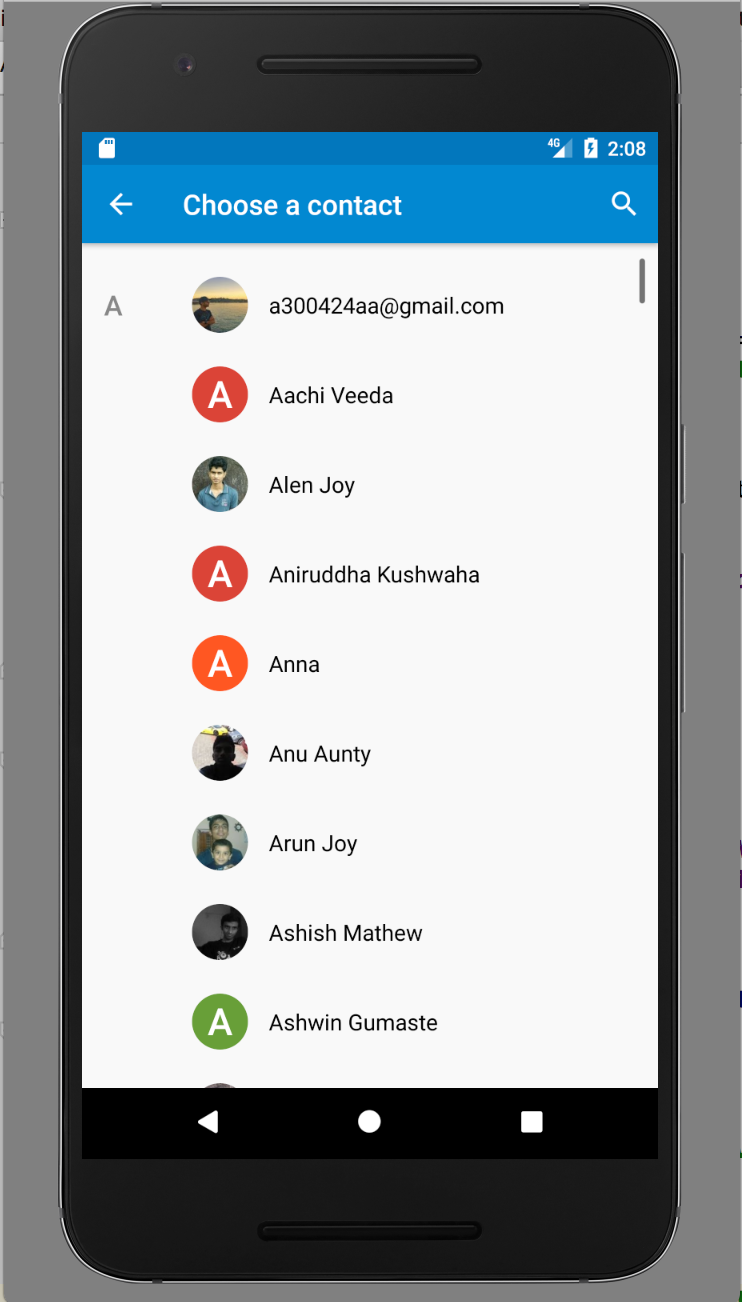 4G 2:08
Choose a contact
A
a300424aa@gmail.com
A Aachi Veeda
Alen Joy
A Aniruddha Kushwaha
A Anna
Anu Aunty
Arun Joy
Ashish Mathew
A Ashwin Gumaste